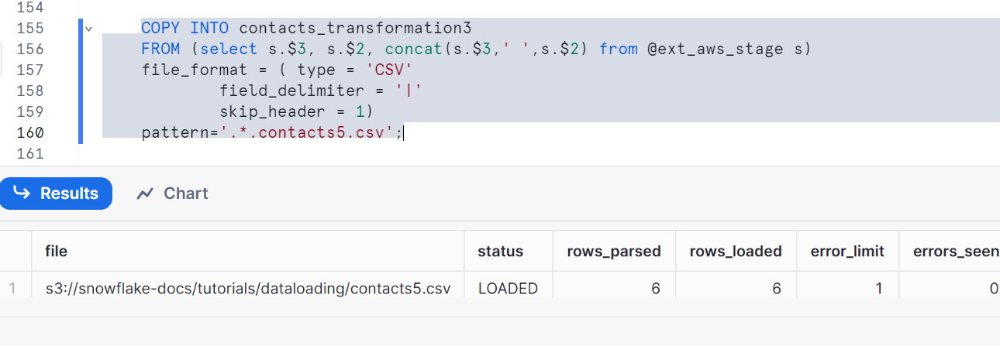 154
155 COPY INTO contacts_transformation3
156 FROM (select s.$3, s.$2, concat(s.$3,' ',s.$2) from @ext_aws_stage s)
157 file_format = ( type = 'CSV'
158 field_delimiter = '|'
159 skip_header = 1)
160 pattern='.*.contacts5.csv';
161
Results Chart
file status rows_parsed rows_loaded error_limit errors_seen
1 s3://snowflake-docs/tutorials/dataloading/contacts5.csv LOADED 6 6 1 0